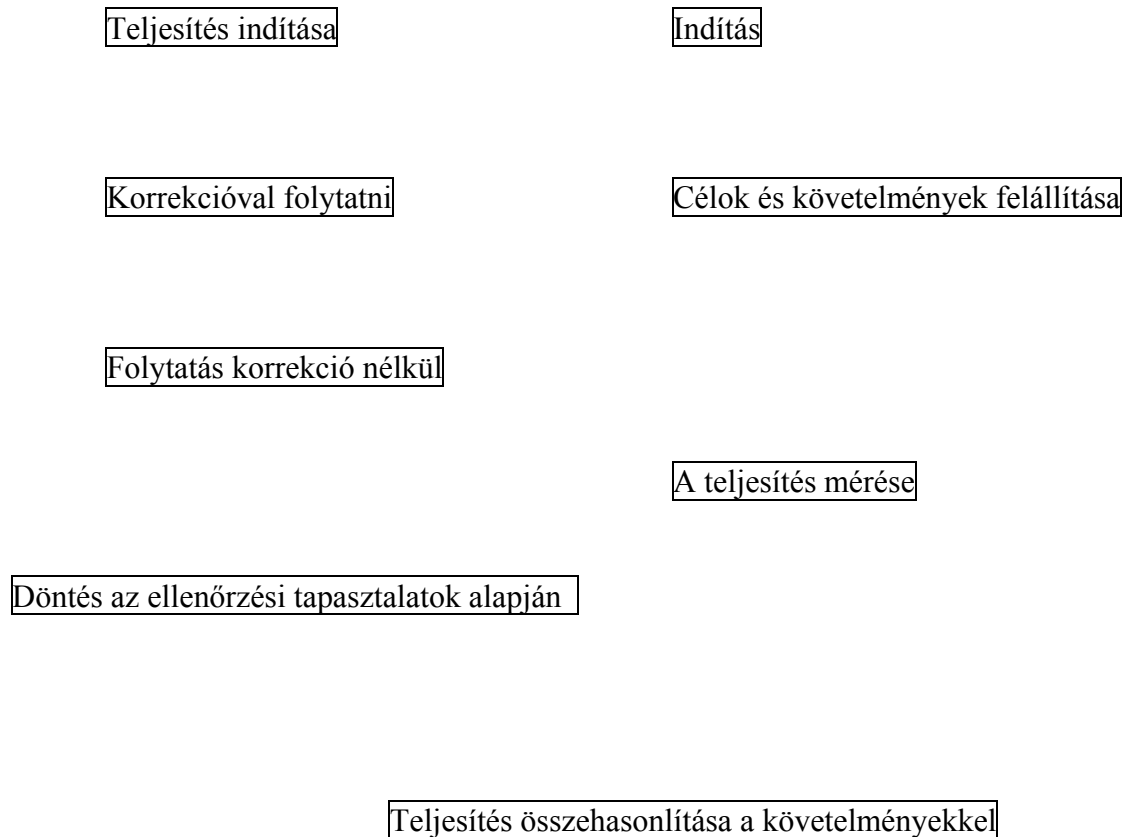 Teljesítés indítása
Indítás
Korrekcióval folytatni
Célok és követelmények felállítása
Folytatás korrekció nélkül
A teljesítés mérése
Döntés az ellenőrzési tapasztalatok alapján
Teljesítés összehasonlítása a követelményekkel